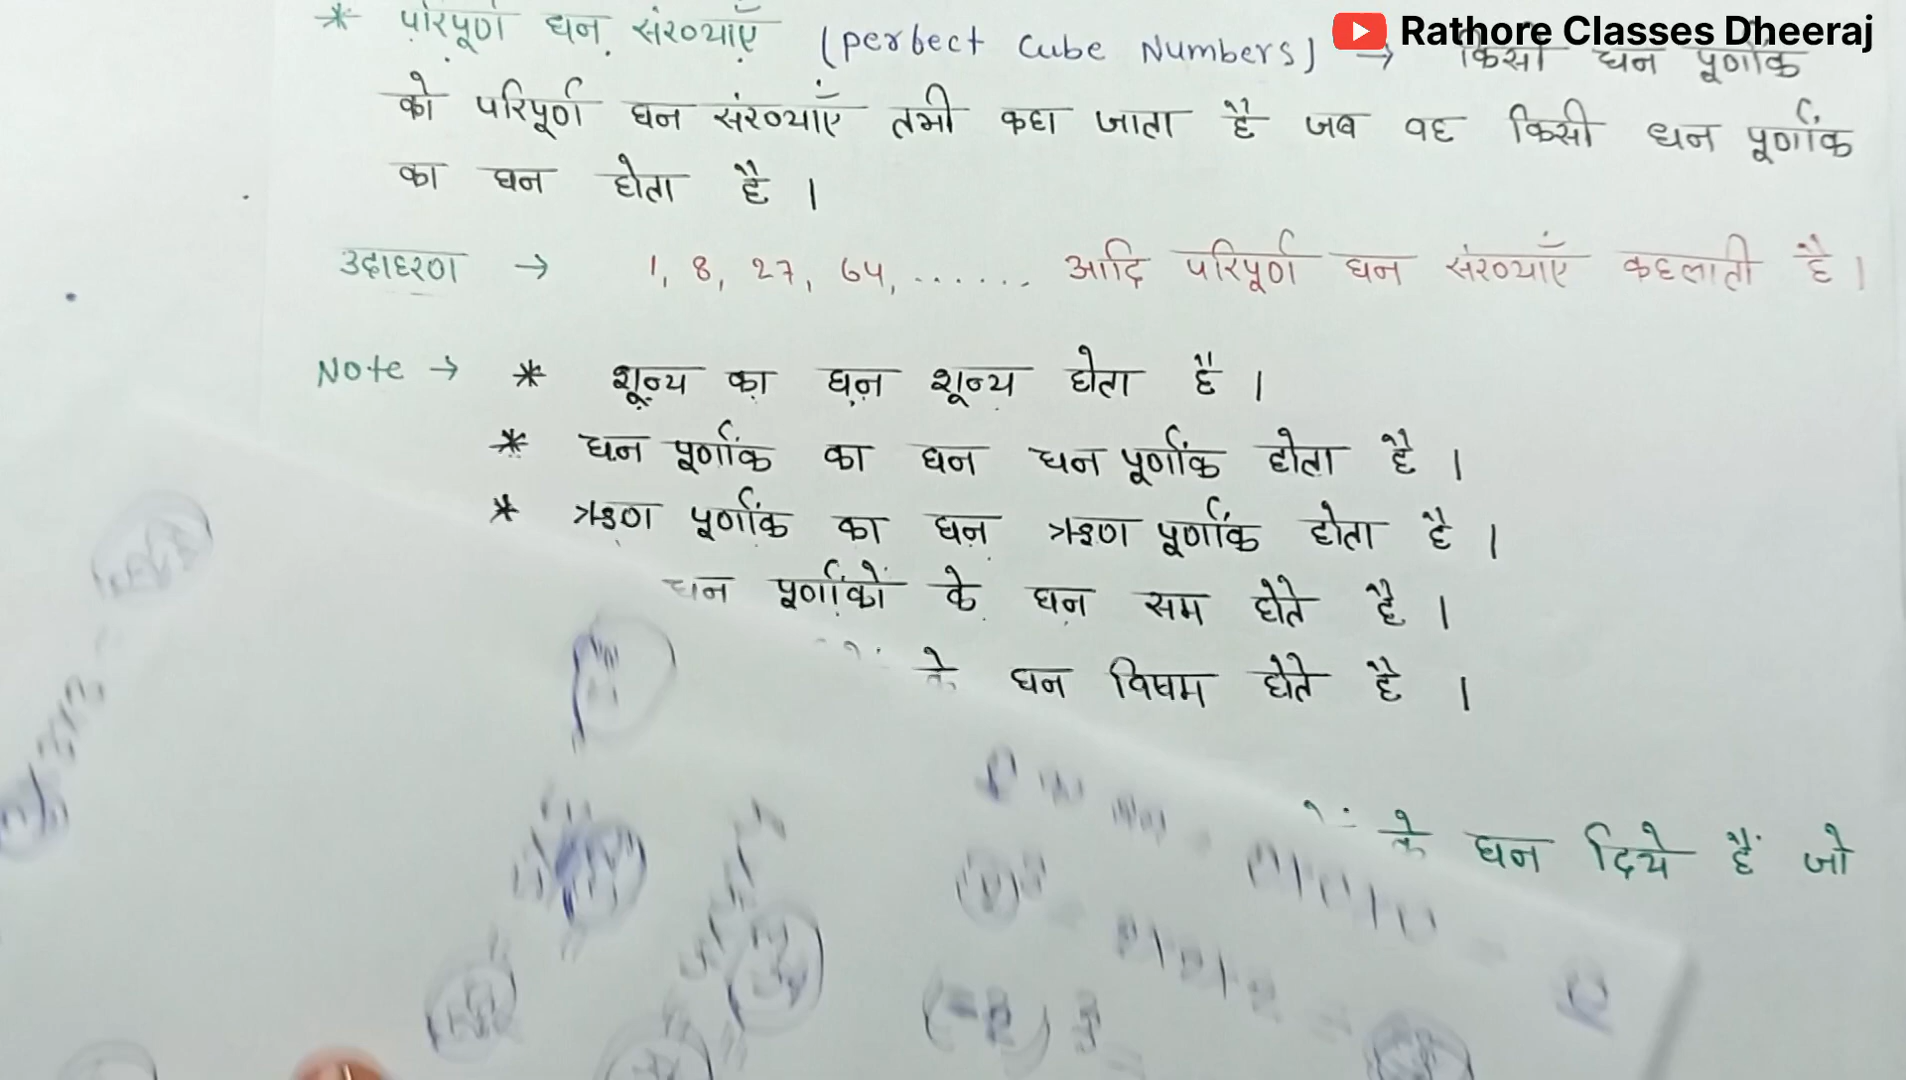 Rathore Classes Dheeraj
* परिपूर्ण घन संख्याएँ (perfect Cube Numbers) → किसी धन पूर्णांक
को परिपूर्ण घन संख्याएँ तभी कहा जाता है जब वह किसी धन पूर्णांक
का घन होता है ।
उदाहरण → 1, 8, 27, 64, ...... आदि परिपूर्ण घन संख्याएँ कहलाती है ।
Note → * शून्य का घन शून्य होता है ।
* धन पूर्णांक का घन धन पूर्णांक होता है ।
* ऋण पूर्णांक का घन ऋण पूर्णांक होता है ।
पूर्णांकों के घन सम होते है ।
के घन विषम होते है ।
के घन दिये हैं जो